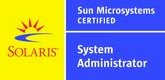 Sun Microsystems
CERTIFIED
SOLARIS
System
Administrator